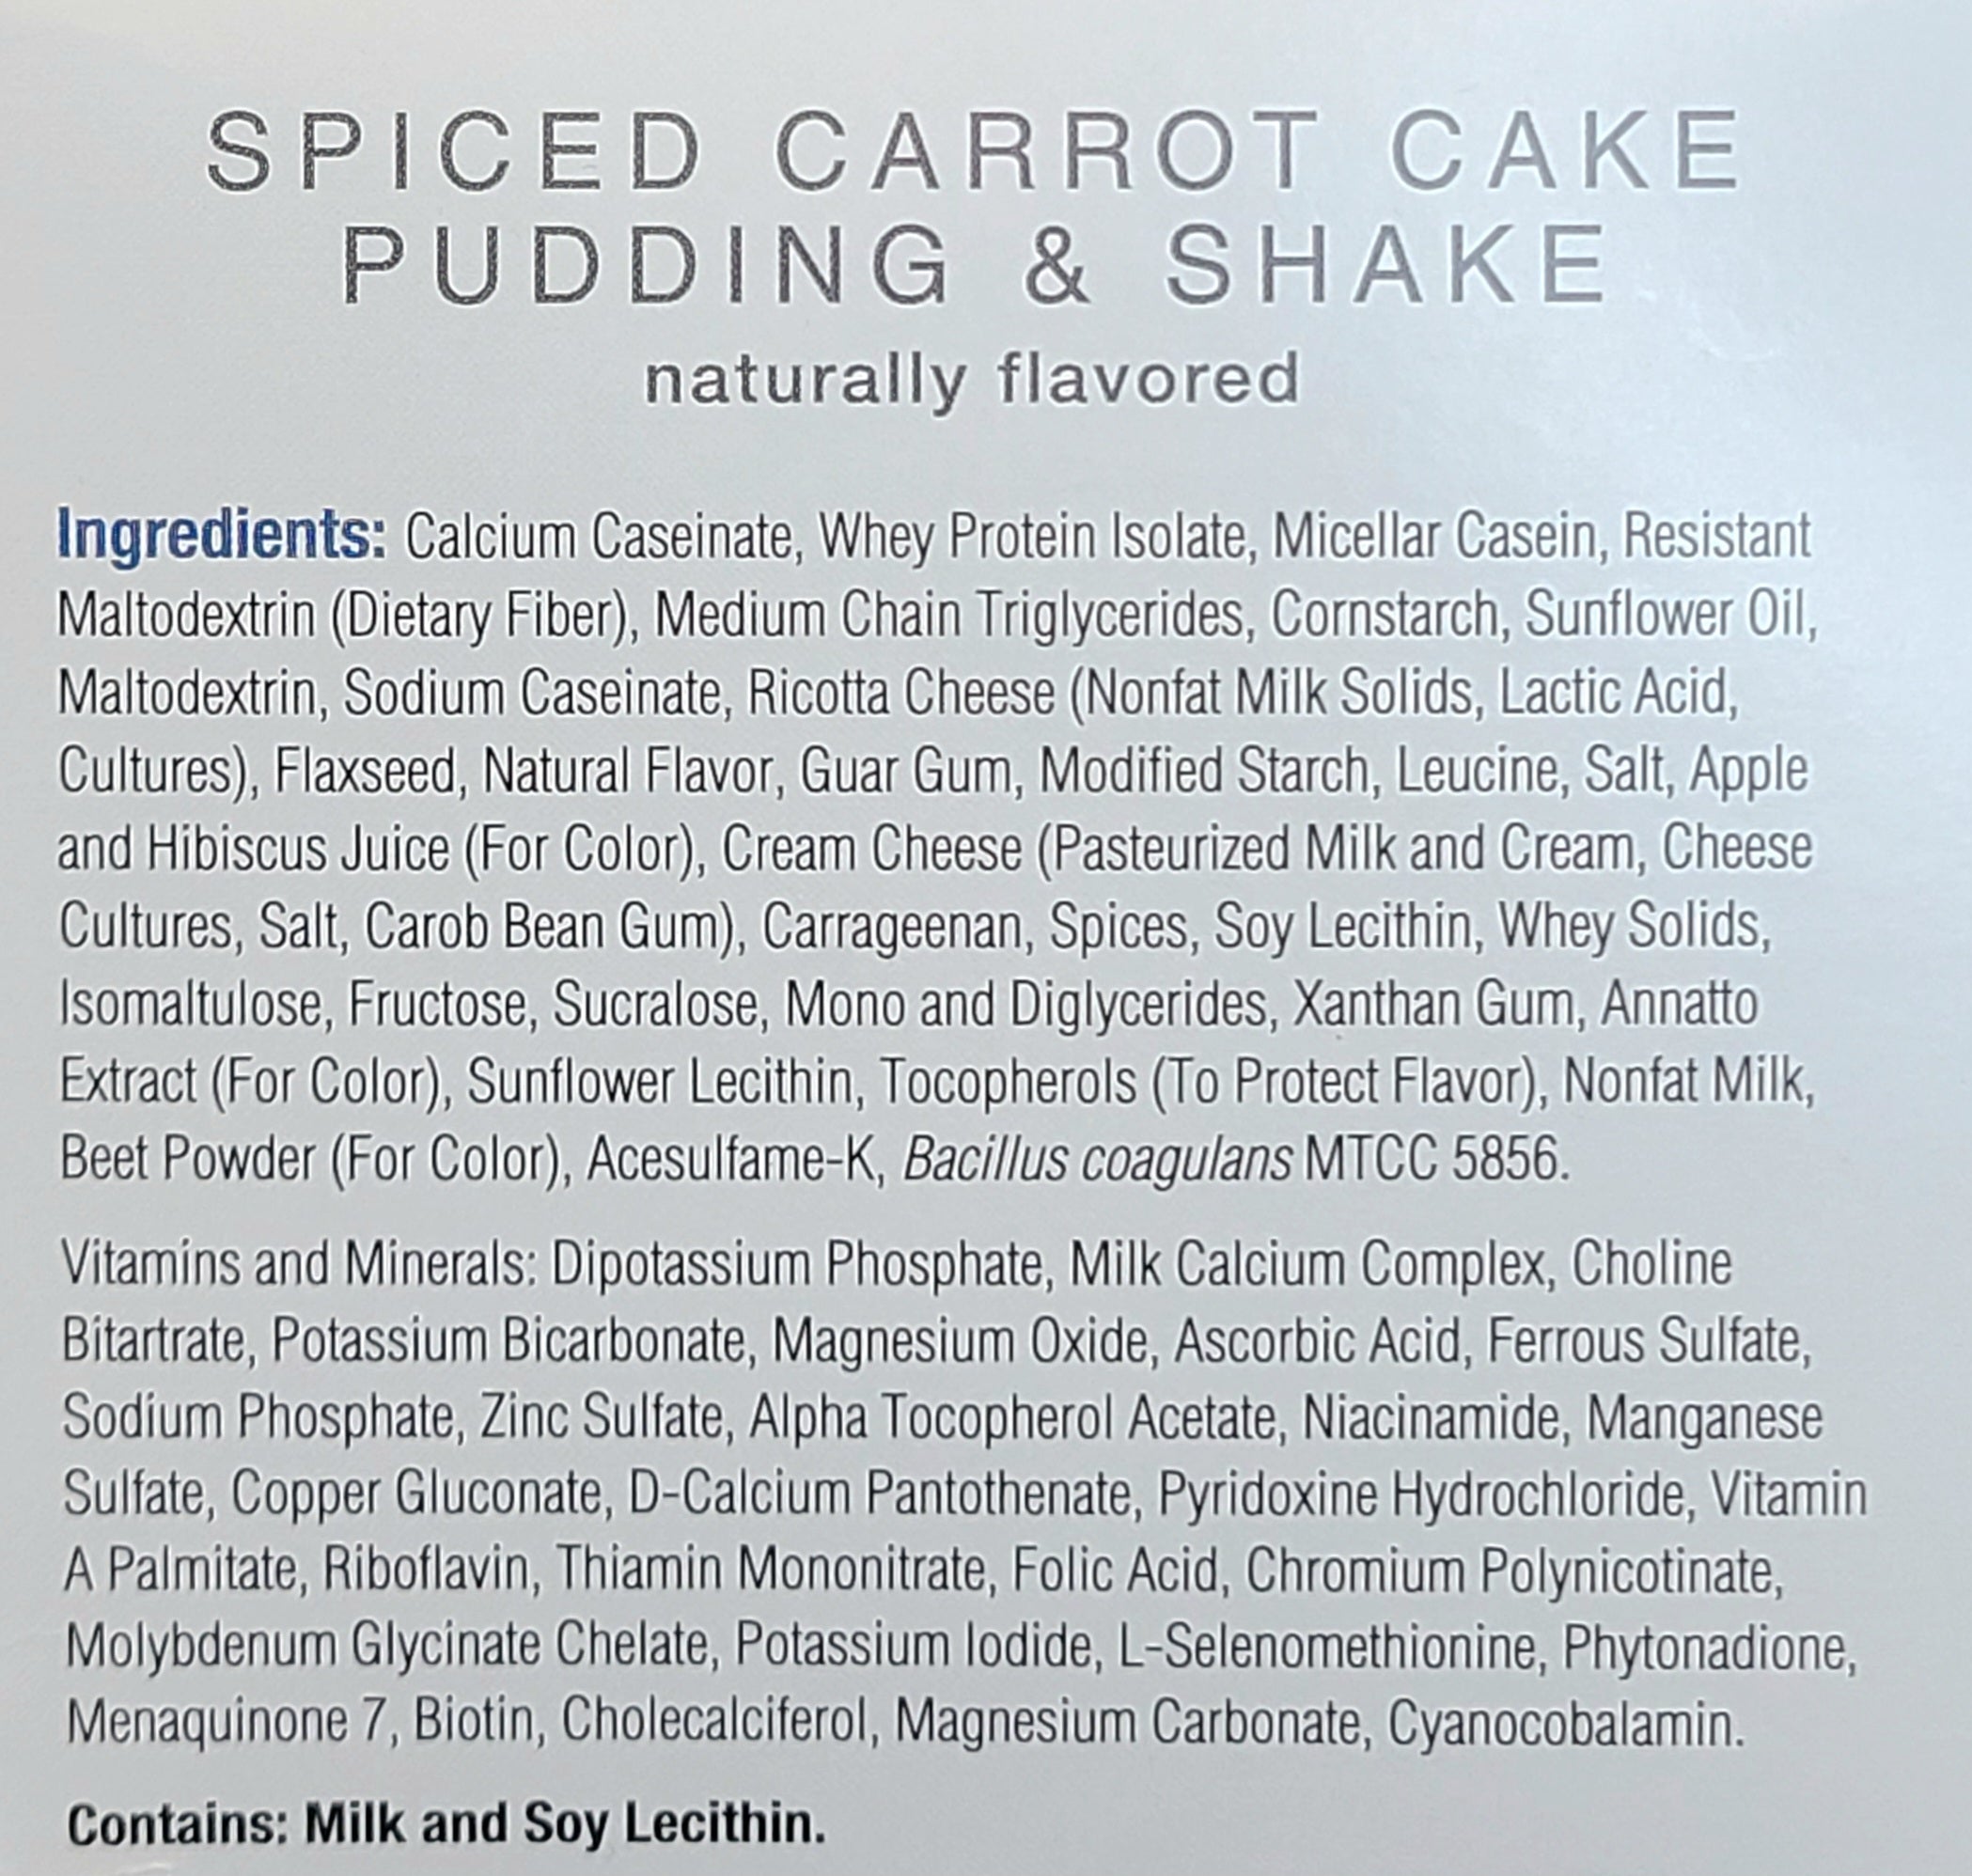 SPICED CARROT CAKE
PUDDING & SHAKE
naturally flavored
Ingredients: Calcium Caseinate, Whey Protein Isolate, Micellar Casein, Resistant
Maltodextrin (Dietary Fiber), Medium Chain Triglycerides, Cornstarch, Sunflower Oil,
Maltodextrin, Sodium Caseinate, Ricotta Cheese (Nonfat Milk Solids, Lactic Acid,
Cultures), Flaxseed, Natural Flavor, Guar Gum, Modified Starch, Leucine, Salt, Apple
and Hibiscus Juice (For Color), Cream Cheese (Pasteurized Milk and Cream, Cheese
Cultures, Salt, Carob Bean Gum), Carrageenan, Spices, Soy Lecithin, Whey Solids,
Isomaltulose, Fructose, Sucralose, Mono and Diglycerides, Xanthan Gum, Annatto
Extract (For Color), Sunflower Lecithin, Tocopherols (To Protect Flavor), Nonfat Milk,
Beet Powder (For Color), Acesulfame-K, Bacillus coagulans MTCC 5856.
Vitamins and Minerals: Dipotassium Phosphate, Milk Calcium Complex, Choline
Bitartrate, Potassium Bicarbonate, Magnesium Oxide, Ascorbic Acid, Ferrous Sulfate,
Sodium Phosphate, Zinc Sulfate, Alpha Tocopherol Acetate, Niacinamide, Manganese
Sulfate, Copper Gluconate, D-Calcium Pantothenate, Pyridoxine Hydrochloride, Vitamin
A Palmitate, Riboflavin, Thiamin Mononitrate, Folic Acid, Chromium Polynicotinate,
Molybdenum Glycinate Chelate, Potassium Iodide, L-Selenomethionine, Phytonadione,
Menaquinone 7, Biotin, Cholecalciferol, Magnesium Carbonate, Cyanocobalamin.
Contains: Milk and Soy Lecithin.